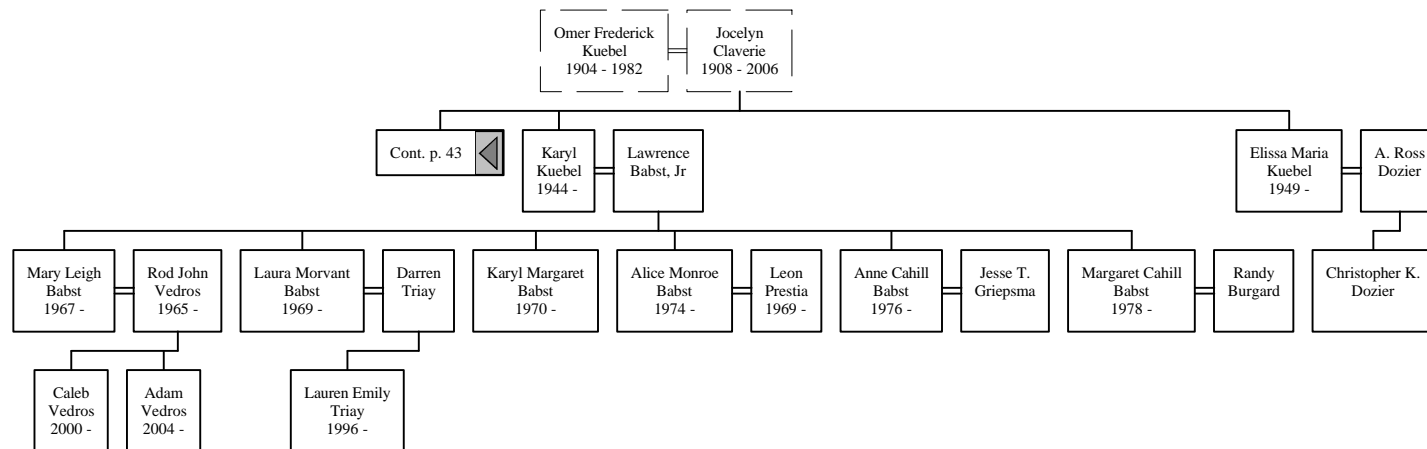 Omer Frederick
Kuebel
1904 - 1982
Jocelyn
Claverie
1908 - 2006
Cont. p. 43
Karyl
Kuebel
1944 -
Lawrence
Babst, Jr
Elissa Maria
Kuebel
1949 -
A. Ross
Dozier
Mary Leigh
Babst
1967 -
Rod John
Vedros
1965 -
Laura Morvant
Babst
1969 -
Darren
Triay
Karyl Margaret
Babst
1970 -
Alice Monroe
Babst
1974 -
Leon
Prestia
1969 -
Anne Cahill
Babst
1976 -
Jesse T.
Griepsma
Margaret Cahill
Babst
1978 -
Randy
Burgard
Christopher K.
Dozier
Caleb
Vedros
2000 -
Adam
Vedros
2004 -
Lauren Emily
Triay
1996 -